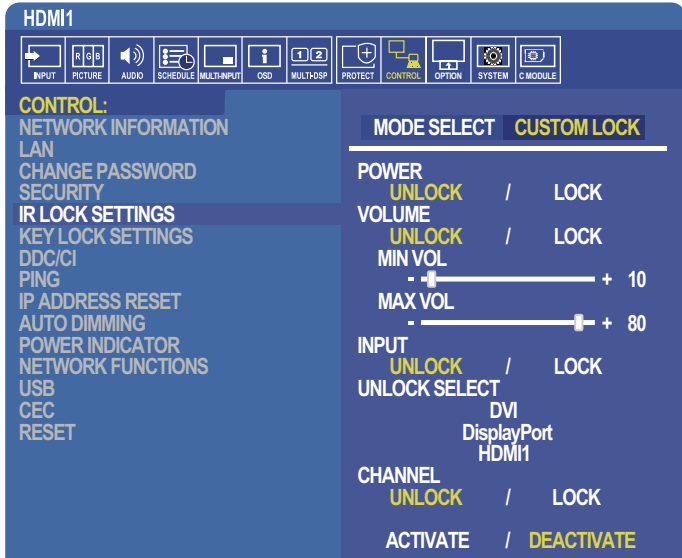 HDMI1
INPUT RGB PICTURE AUDIO SCHEDULE MULTI-INPUT i OSD 1 2 MULTI-DSP PROTECT CONTROL OPTION SYSTEM C MODULE
CONTROL:
NETWORK INFORMATION
LAN
CHANGE PASSWORD
SECURITY
IR LOCK SETTINGS
KEY LOCK SETTINGS
DDC/CI
PING
IP ADDRESS RESET
AUTO DIMMING
POWER INDICATOR
NETWORK FUNCTIONS
USB
CEC
RESET
MODE SELECT CUSTOM LOCK
POWER
UNLOCK / LOCK
VOLUME
UNLOCK / LOCK
MIN VOL
- + 10
MAX VOL
- + 80
INPUT
UNLOCK / LOCK
UNLOCK SELECT
DVI
DisplayPort
HDMI1
CHANNEL
UNLOCK / LOCK
ACTIVATE / DEACTIVATE